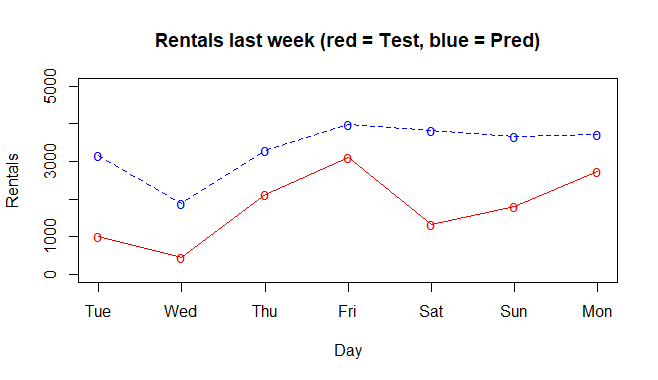 Rentals last week (red = Test, blue = Pred)
Rentals
5000
3000
1000
0
Tue Wed Thu Fri Sat Sun Mon
Day